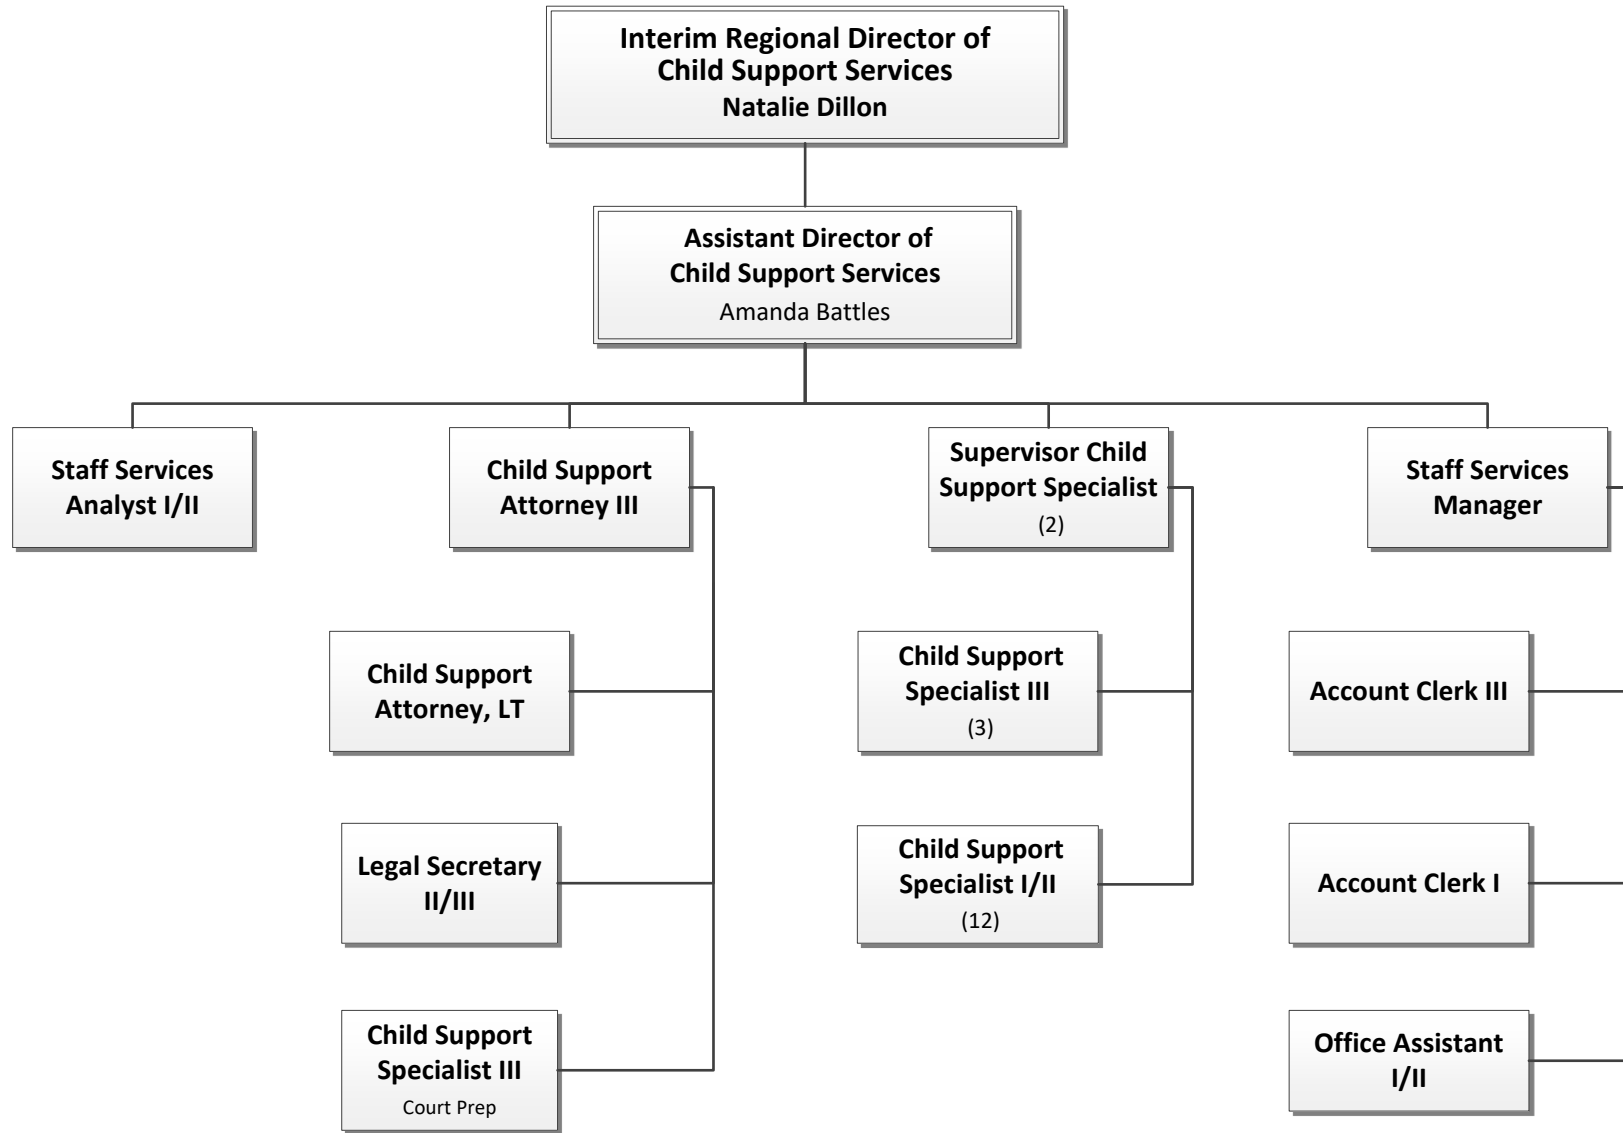 Interim Regional Director of
Child Support Services
Natalie Dillon
Assistant Director of
Child Support Services
Amanda Battles
Staff Services
Analyst I/II
Child Support
Attorney III
Supervisor Child
Support Specialist
(2)
Staff Services
Manager
Child Support
Attorney, LT
Child Support
Specialist III
(3)
Account Clerk III
Legal Secretary
II/III
Child Support
Specialist I/II
(12)
Account Clerk I
Child Support
Specialist III
Court Prep
Office Assistant
I/II